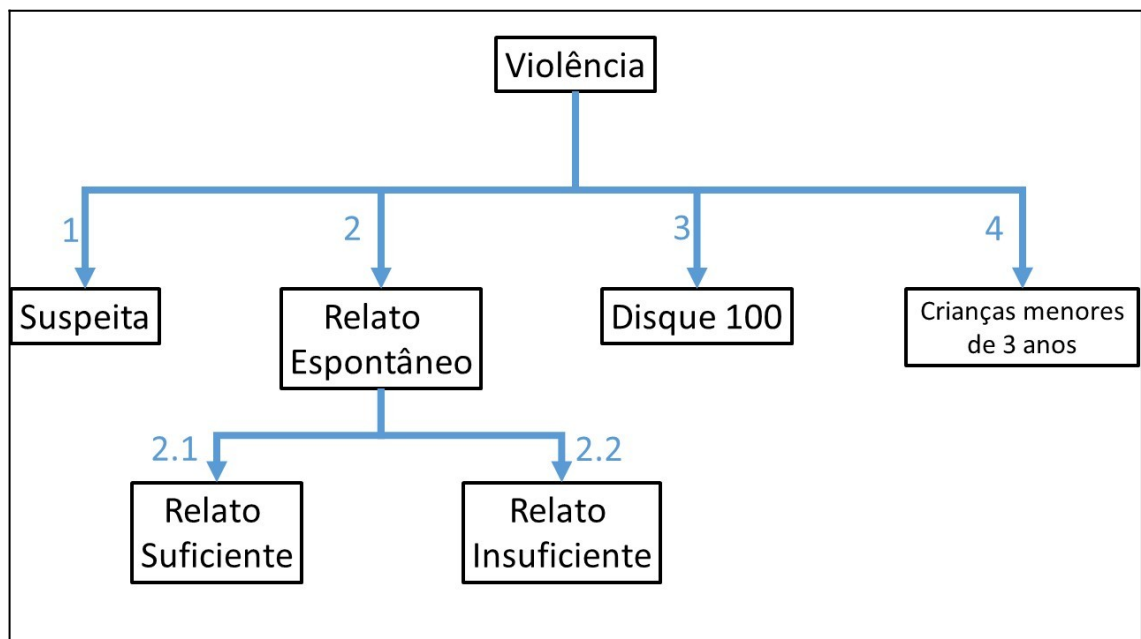 Violência
1
2
3
4
Suspeita
Relato
Espontâneo
Disque 100
Crianças menores
de 3 anos
2.1
2.2
Relato
Suficiente
Relato
Insuficiente